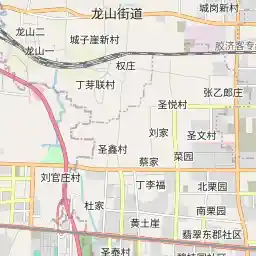 龙山街道
城岗新村
龙山二
城子崖新村
龙山一
胶济客专
权庄
丁芽联村
张乙郎庄
圣悦村
刘家
圣文村
圣鑫村
菜园
蔡家
刘官庄村
丁李福
北栗园
杜家
南栗园
黄土崖
翡翠东郡社区
圣泰村